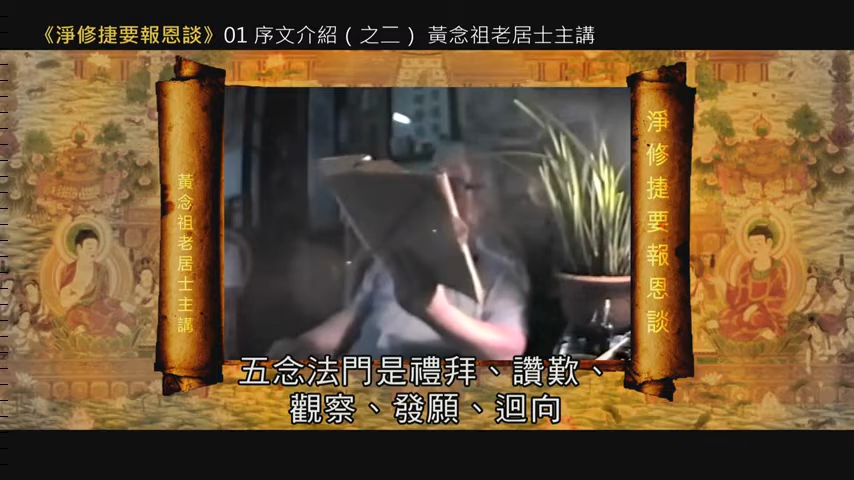 《淨修捷要報恩談》01 序文介紹（之二） 黃念祖老居士主講
淨修捷要報恩談
黃念祖老居士主講
五念法門是禮拜、讚歎、
觀察、發願、迴向